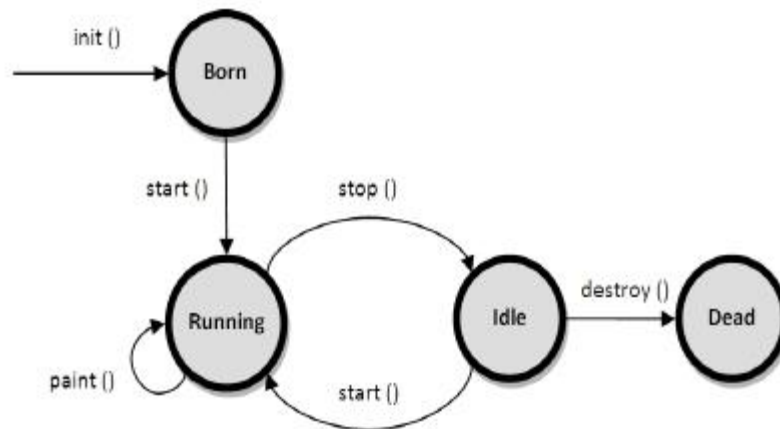 init ()
Born
start ()
stop ()
Running
Idle
destroy ()
Dead
paint ()
start ()